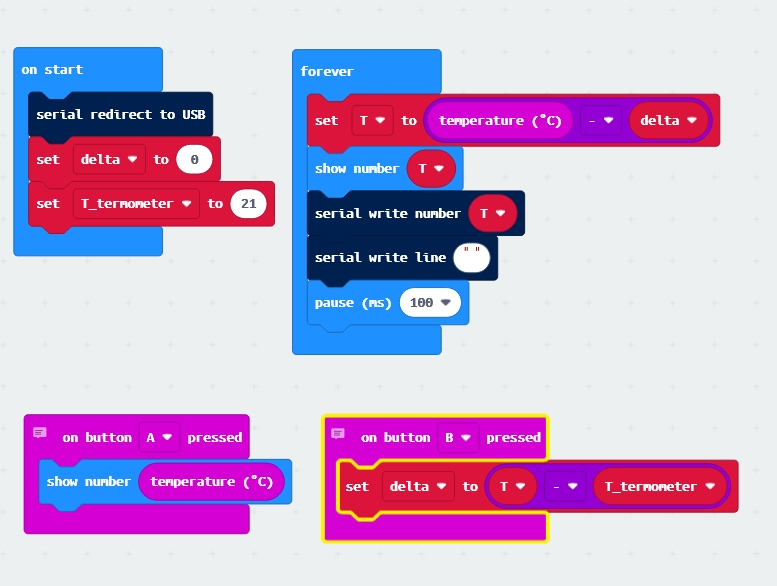 on start
serial redirect to USB
set delta to 0
set T_termometer to 21
forever
set T to temperature (°C) - delta
show number T
serial write number T
serial write line " "
pause (ms) 100
on button A pressed
show number temperature (°C)
on button B pressed
set delta to T - T_termometer